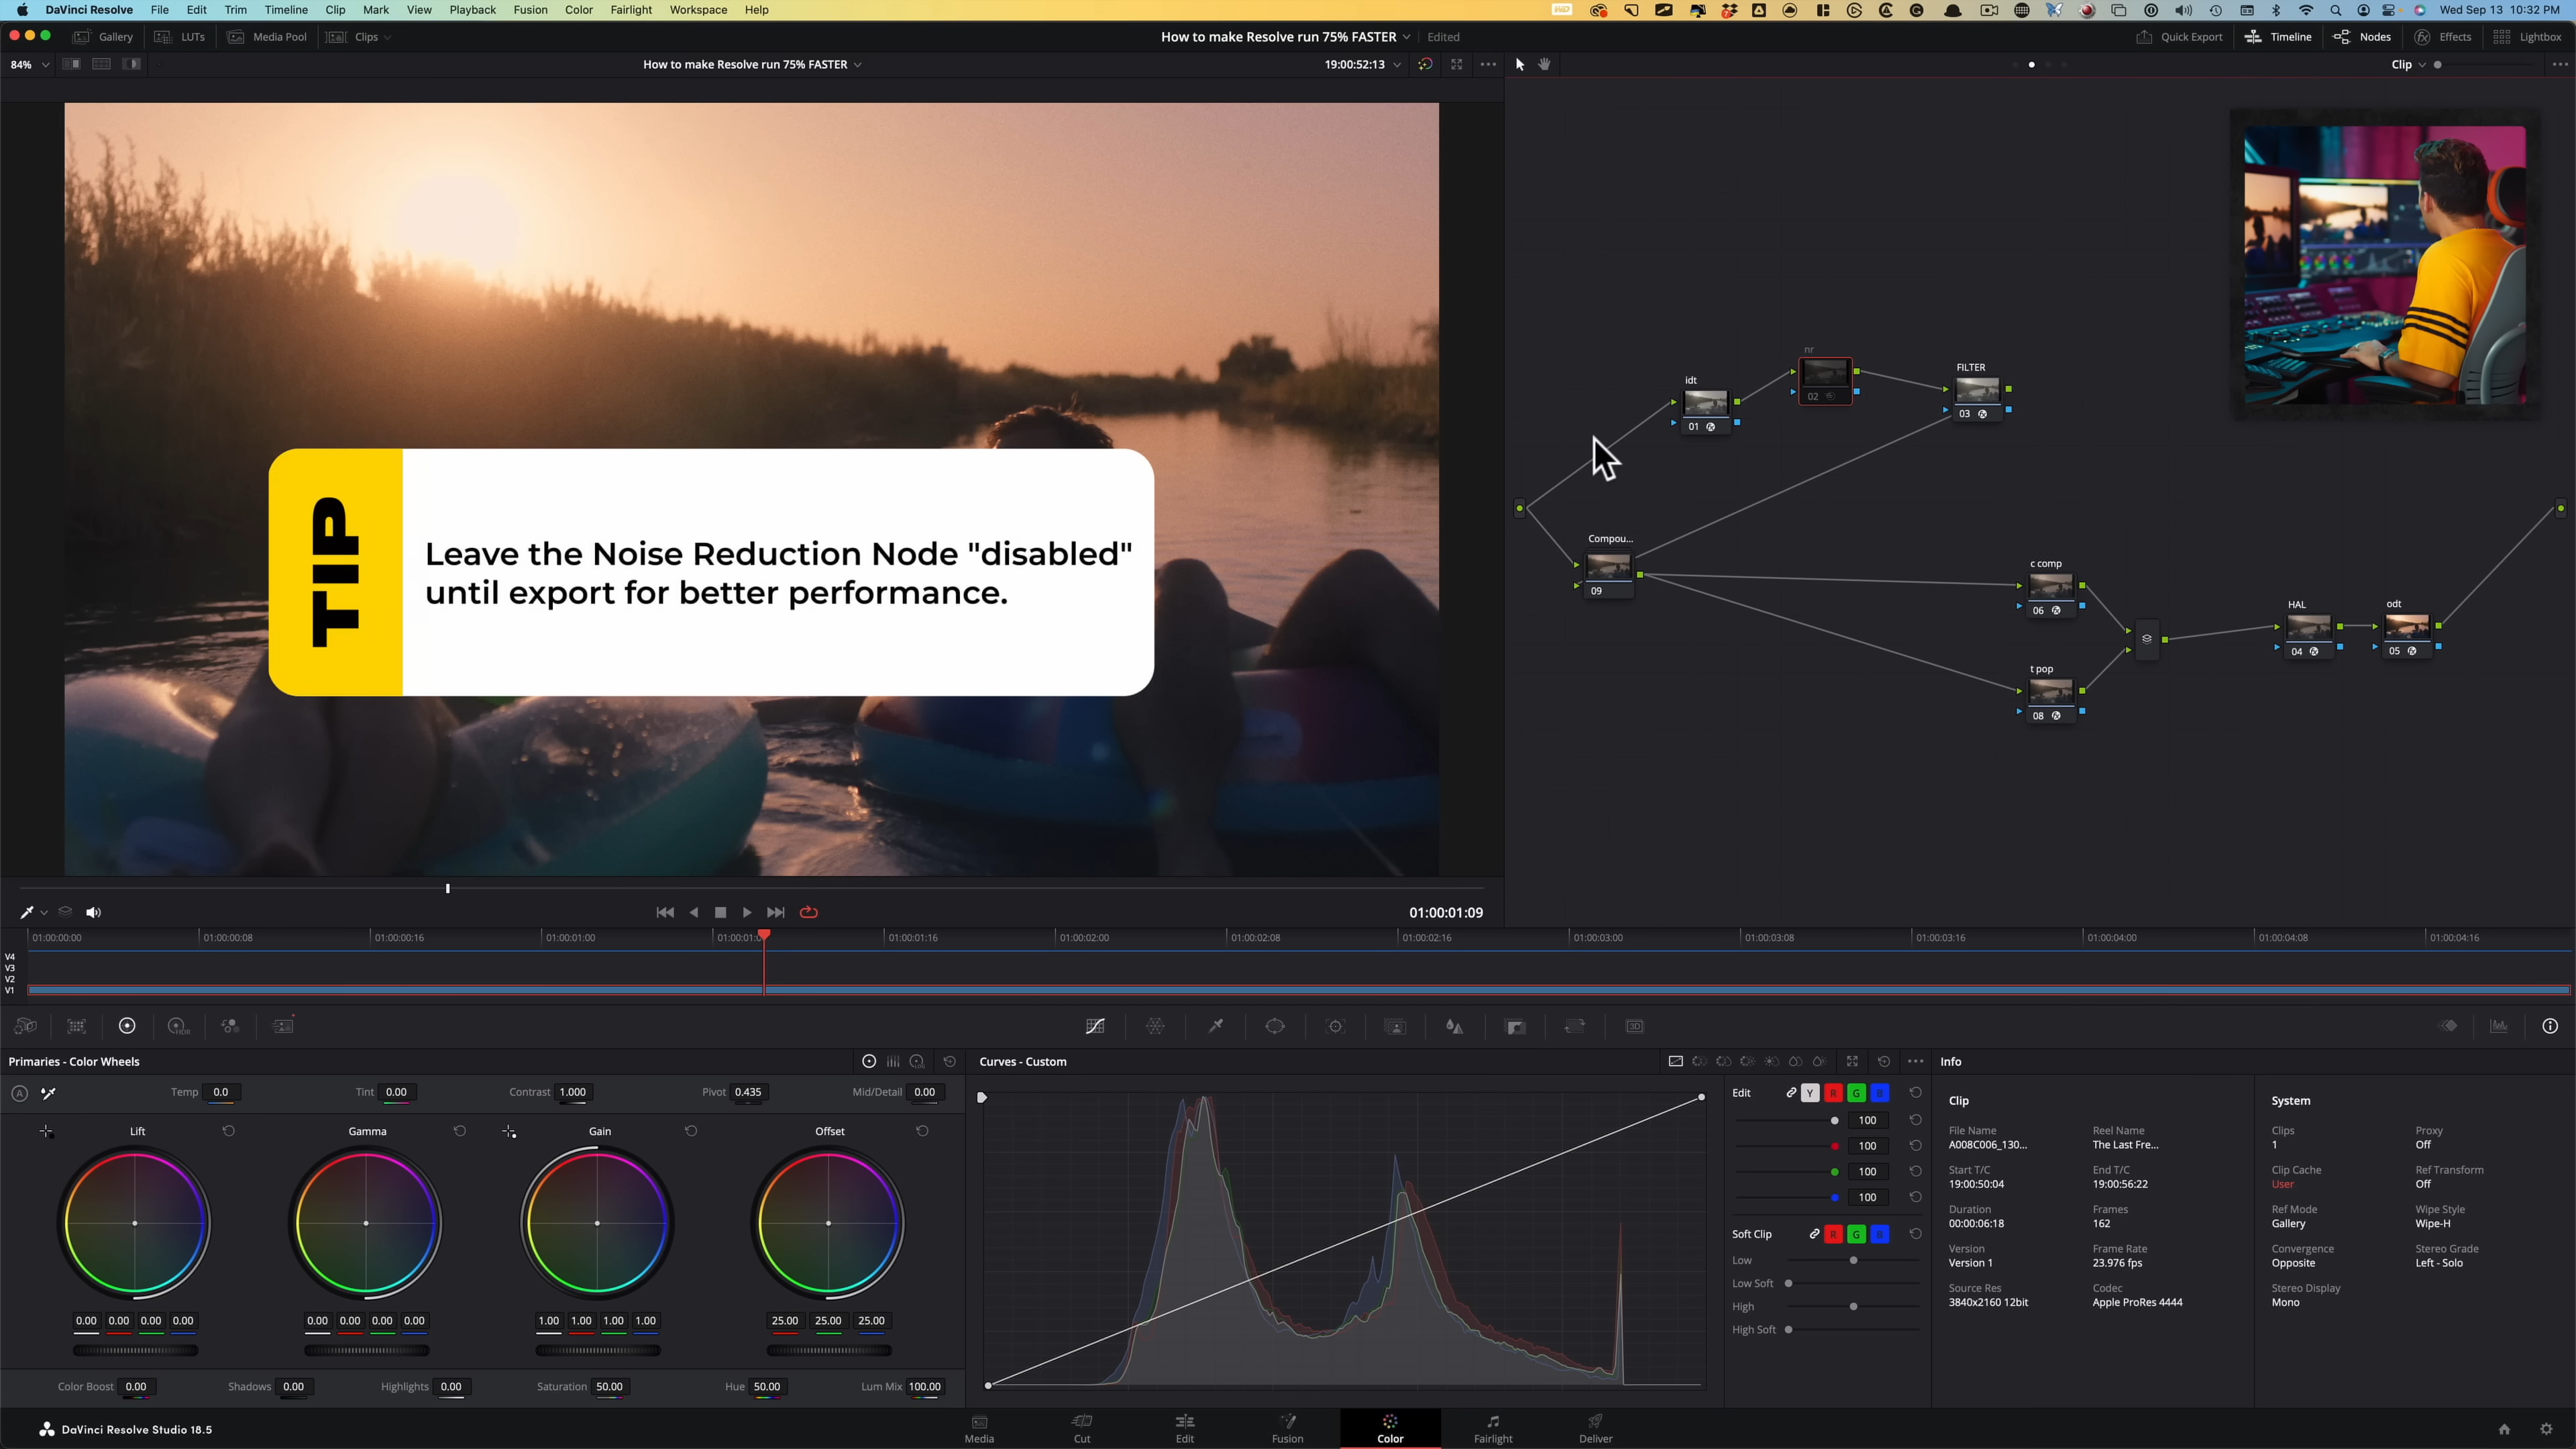 DaVinci Resolve File Edit Trim Timeline Clip Mark View Playback Fusion Color Fairlight Workspace Help Wed Sep 13 10:32 PM
Gallery LUTs Media Pool Clips How to make Resolve run 75% FASTER Edited Quick Export Timeline Nodes Effects Lightbox
84% How to make Resolve run 75% FASTER 19:00:52:13 Clip
TIP
Leave the Noise Reduction Node "disabled"
until export for better performance.
nr
02
idt
01
FILTER
03
Compou...
09
c comp
06
t pop
08
HAL
04
odt
05
01:00:01:09
01:00:00:00 01:00:00:08 01:00:00:16 01:00:01:00 01:00:01:16 01:00:02:00 01:00:02:08 01:00:02:16 01:00:03:00 01:00:03:08 01:00:03:16 01:00:04:00 01:00:04:08 01:00:04:16
V4
V3
V2
V1
HDR
3D
Primaries - Color Wheels
A
Temp 0.0 Tint 0.00 Contrast 1.000 Pivot 0.435 Mid/Detail 0.00
Lift Gamma Gain Offset
0.00 0.00 0.00 0.00 0.00 0.00 0.00 0.00 1.00 1.00 1.00 1.00 25.00 25.00 25.00
Color Boost 0.00 Shadows 0.00 Highlights 0.00 Saturation 50.00 Hue 50.00 Lum Mix 100.00
Curves - Custom
Edit Y R G B
100
100
100
100
Soft Clip R G B
Low
Low Soft
High
High Soft
Info
Clip
File Name Reel Name
A008C006_130... The Last Fre...
Start T/C End T/C
19:00:50:04 19:00:56:22
Duration Frames
00:00:06:18 162
Version Frame Rate
Version 1 23.976 fps
Source Res Codec
3840x2160 12bit Apple ProRes 4444
System
Clips Proxy
1 Off
Clip Cache Ref Transform
User Off
Ref Mode Wipe Style
Gallery Wipe-H
Convergence Stereo Grade
Opposite Left - Solo
Stereo Display
Mono
DaVinci Resolve Studio 18.5
Media Cut Edit Fusion Color Fairlight Deliver